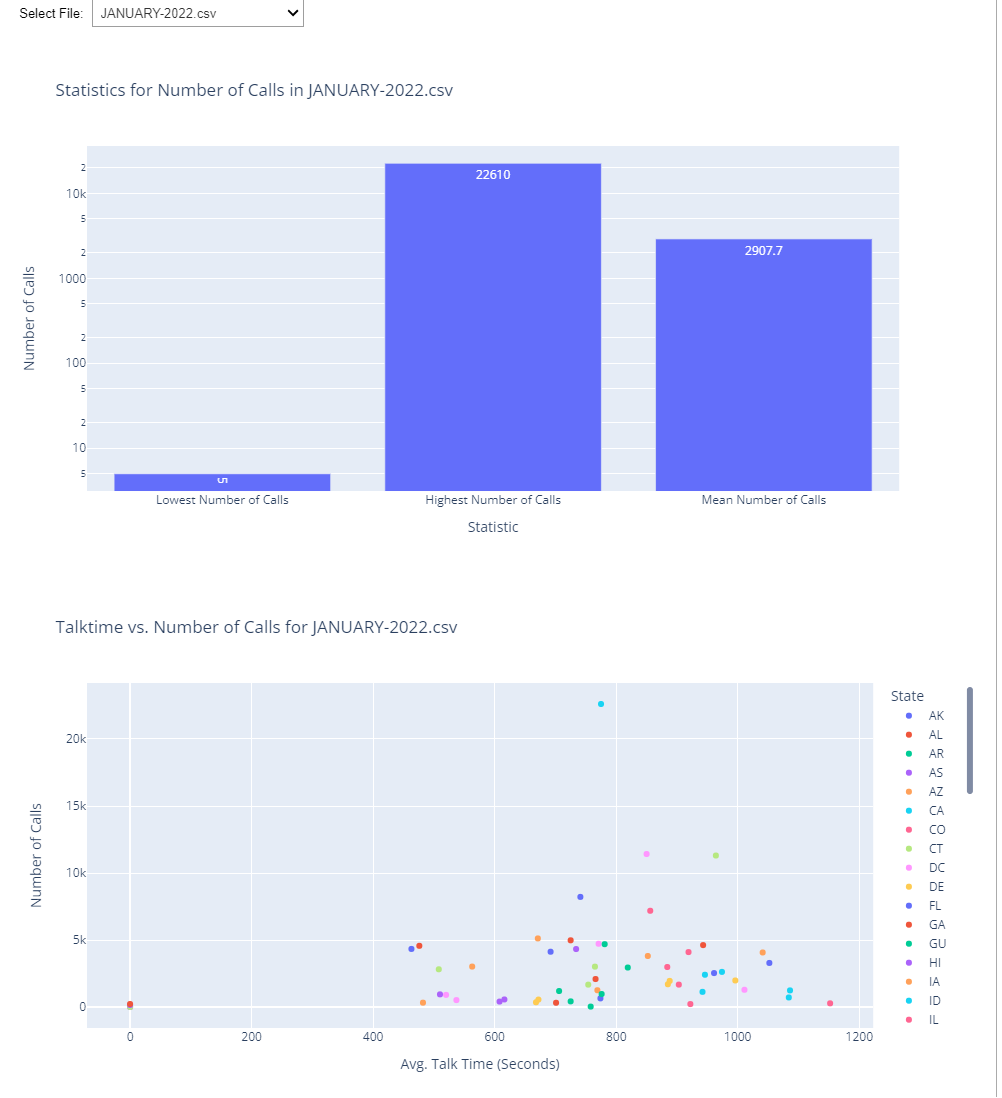 Select File: JANUARY-2022.csv
Statistics for Number of Calls in JANUARY-2022.csv
Number of Calls
2
10k
5
2
1000
5
2
100
5
2
10
5
22610
2907.7
5
Lowest Number of Calls
Highest Number of Calls
Mean Number of Calls
Statistic
Talktime vs. Number of Calls for JANUARY-2022.csv
Number of Calls
20k
15k
10k
5k
0
0
200
400
600
800
1000
1200
Avg. Talk Time (Seconds)
State
AK
AL
AR
AS
AZ
CA
CO
CT
DC
DE
FL
GA
GU
HI
IA
ID
IL